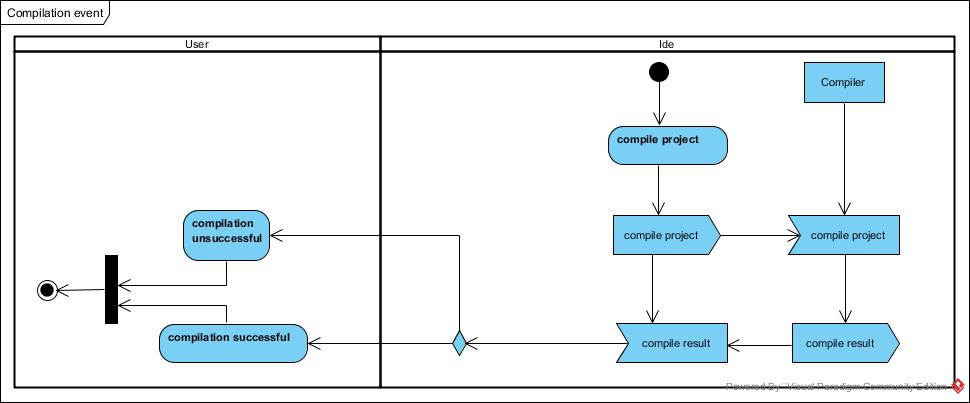 Compilation event
User
Ide
Compiler
compile project
compilation
unsuccessful
compile project
compile project
compilation successful
compile result
compile result
Powered By Visual Paradigm Community Edition